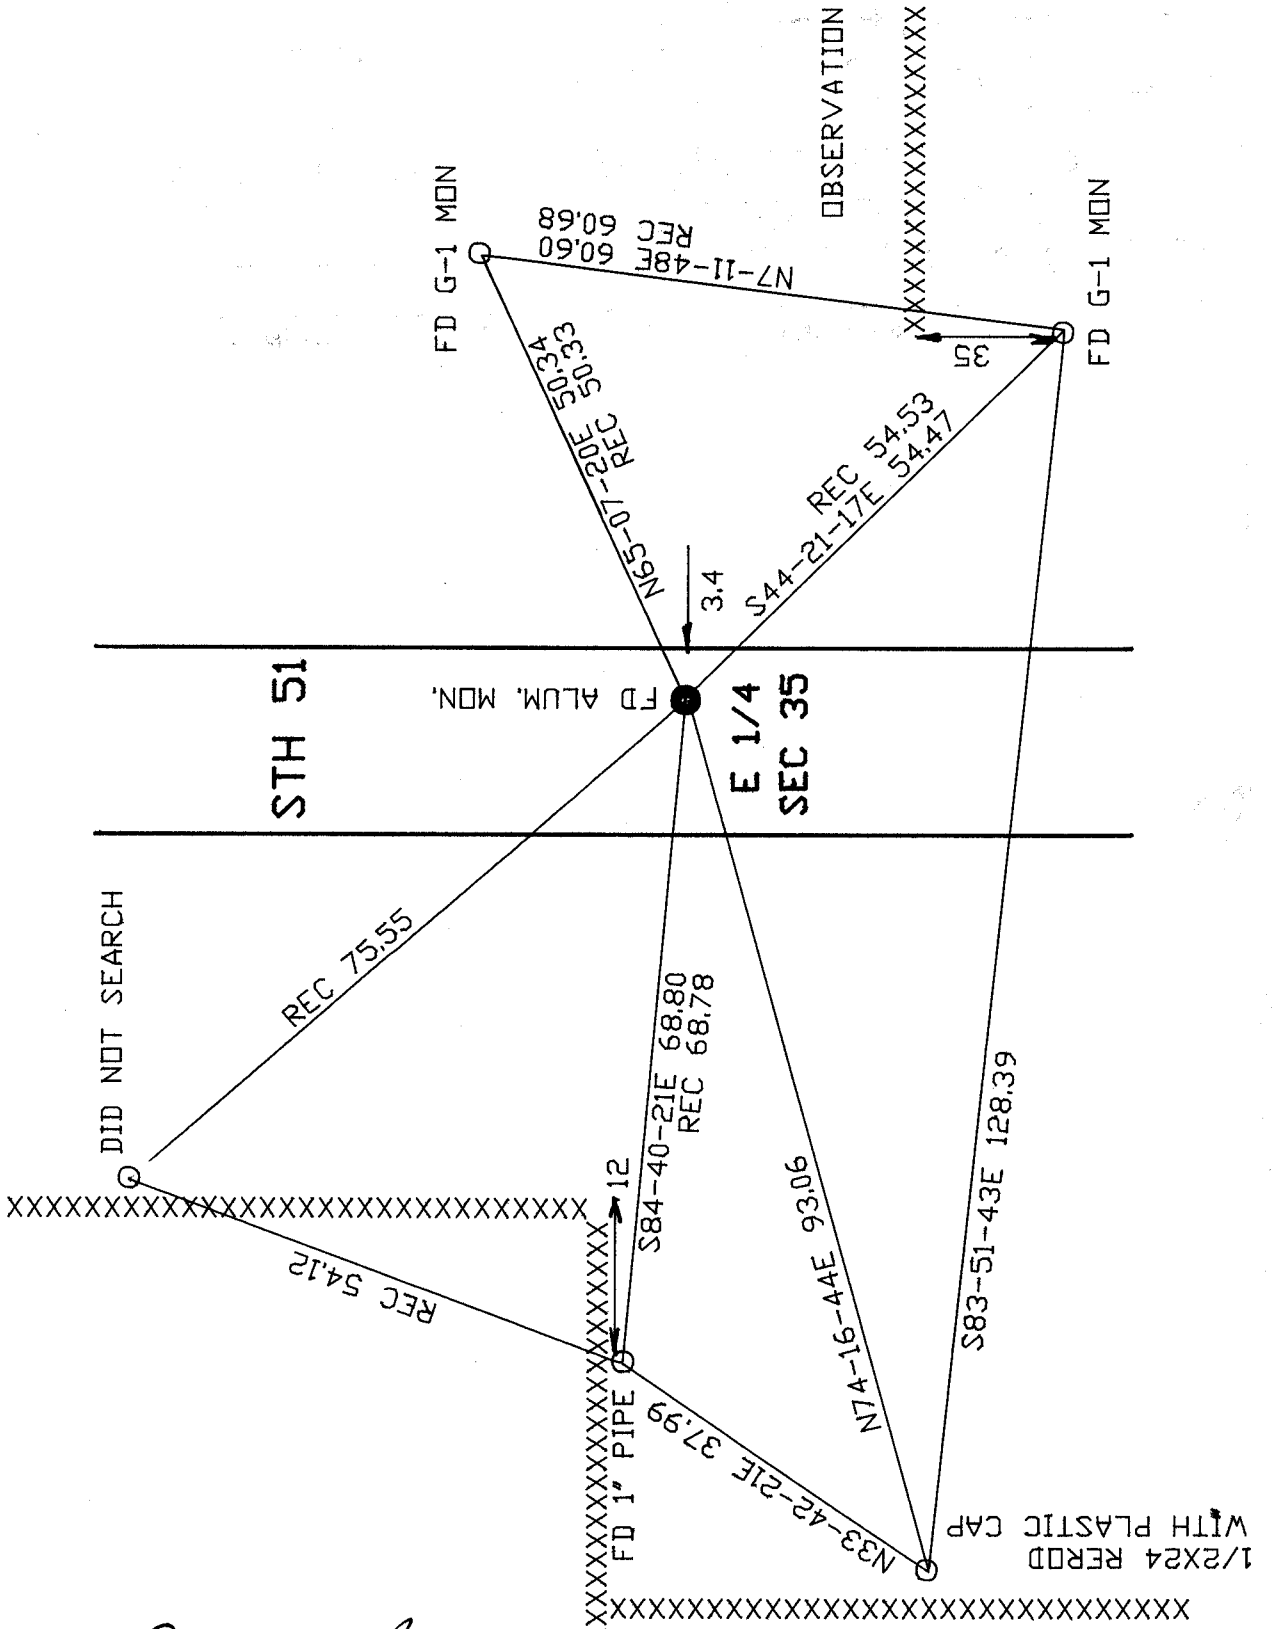 OBSERVATION
FD G-1 MON
N7-11-48E 60.60
REC 60.68
N65-07-20E 50.34
REC 50.33
35
FD G-1 MON
REC 54.53
S44-21-17E 54.47
3.4
STH 51
FD ALUM. MON.
E 1/4
SEC 35
DID NOT SEARCH
REC 75.55
S84-40-21E 68.80
REC 68.78
12
REC 54.12
N74-16-44E 93.06
S83-51-43E 128.39
FD 1" PIPE
N33-42-21E 37.99
1/2X24 REROD
WITH PLASTIC CAP